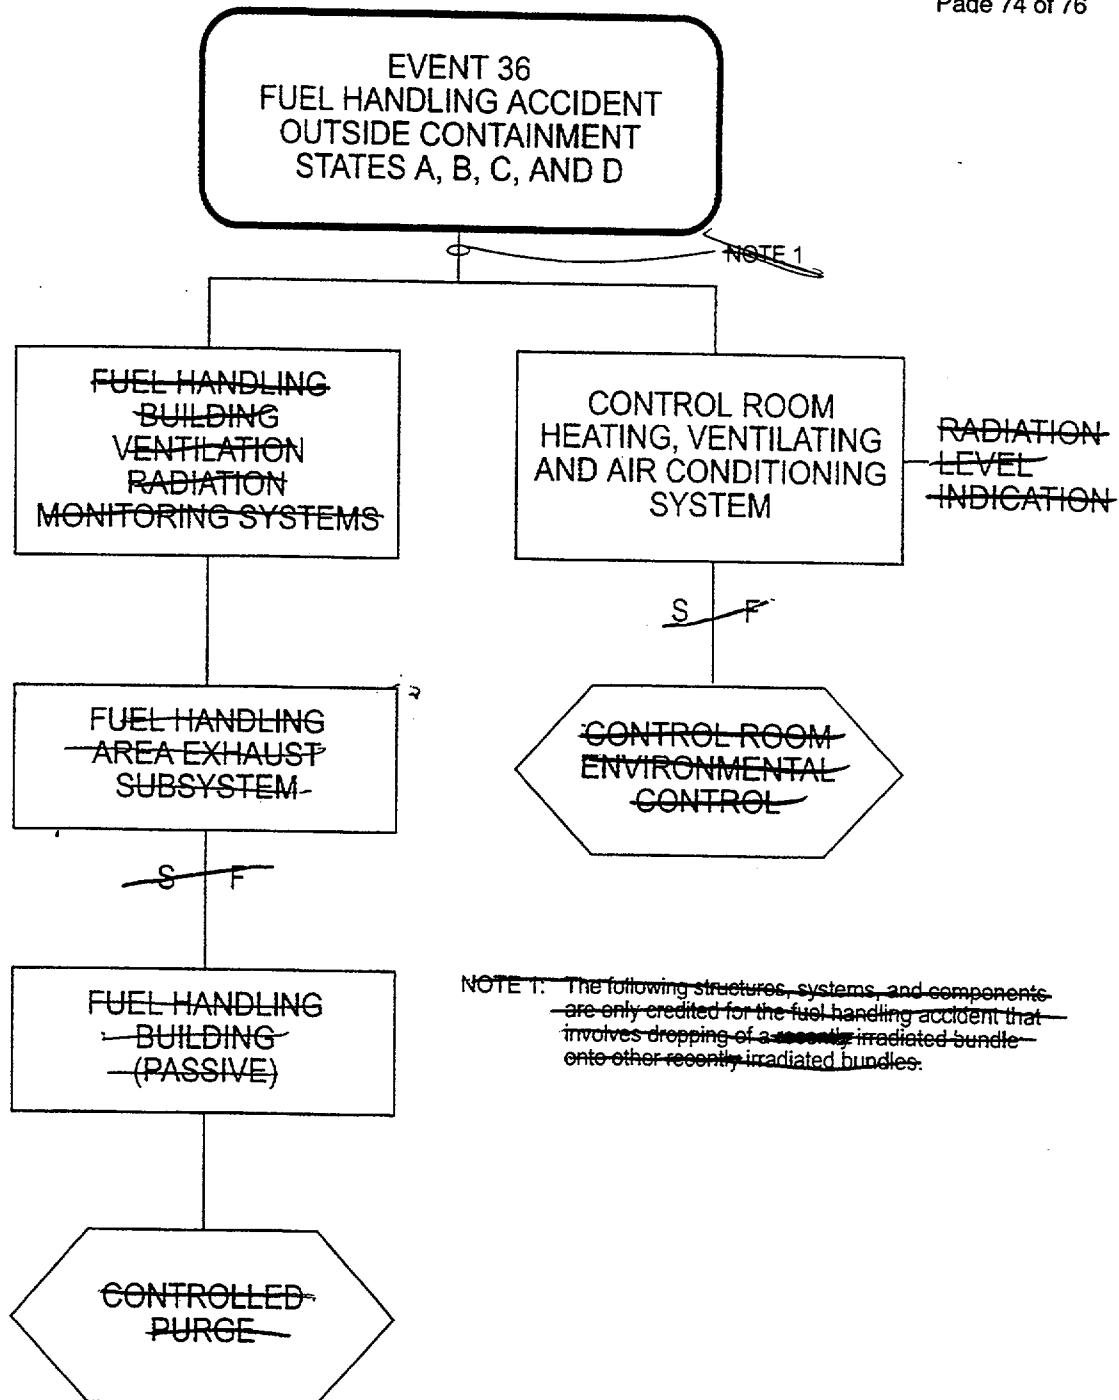 Page 74 of 76
EVENT 36
FUEL HANDLING ACCIDENT
OUTSIDE CONTAINMENT
STATES A, B, C, AND D
NOTE 1
FUEL HANDLING
BUILDING
VENTILATION
RADIATION
MONITORING SYSTEMS
CONTROL ROOM
HEATING, VENTILATING
AND AIR CONDITIONING
SYSTEM
RADIATION
LEVEL
INDICATION
S F
FUEL HANDLING
AREA EXHAUST
SUBSYSTEM
CONTROL ROOM
ENVIRONMENTAL
CONTROL
S F
FUEL HANDLING
BUILDING
(PASSIVE)
NOTE 1: The following structures, systems, and components
are only credited for the fuel handling accident that
involves dropping of a recently irradiated bundle
onto other recently irradiated bundles.
CONTROLLED
PURGE